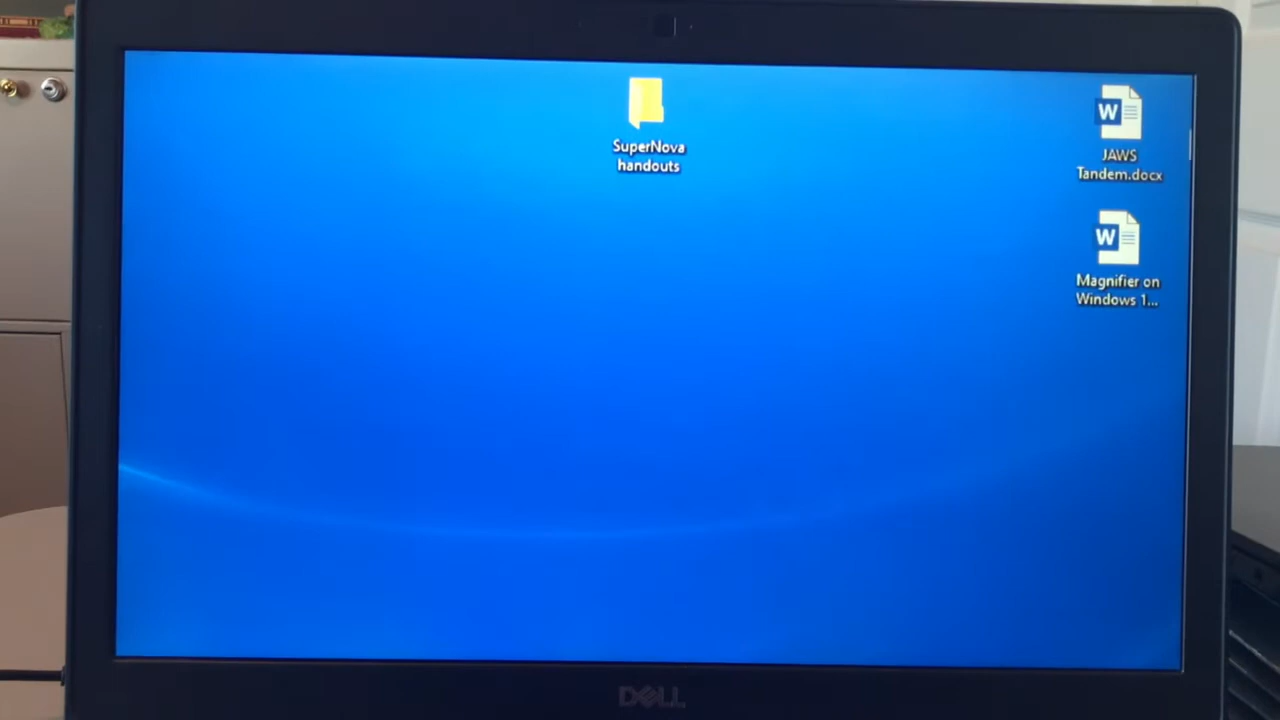 SuperNova
handouts
W
JAWS
Tandem.docx
W
Magnifier on
Windows 1...
DELL